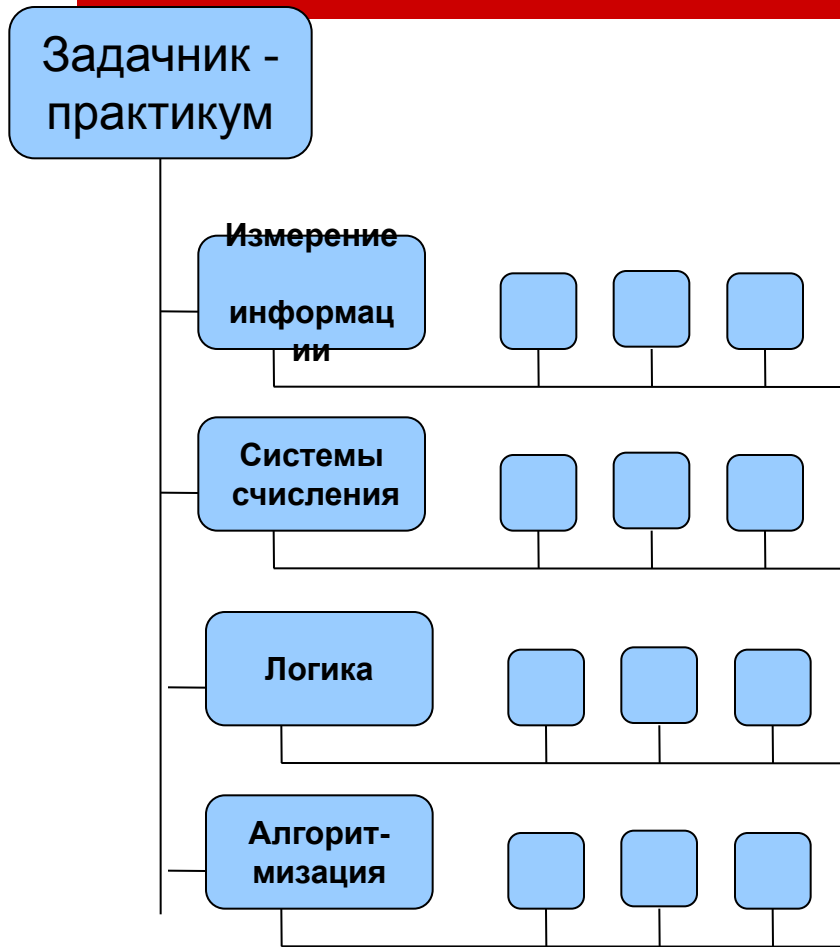 Задачник -
практикум
Измерение
информац
ии
Системы
счисления
Логика
Алгорит-
мизация